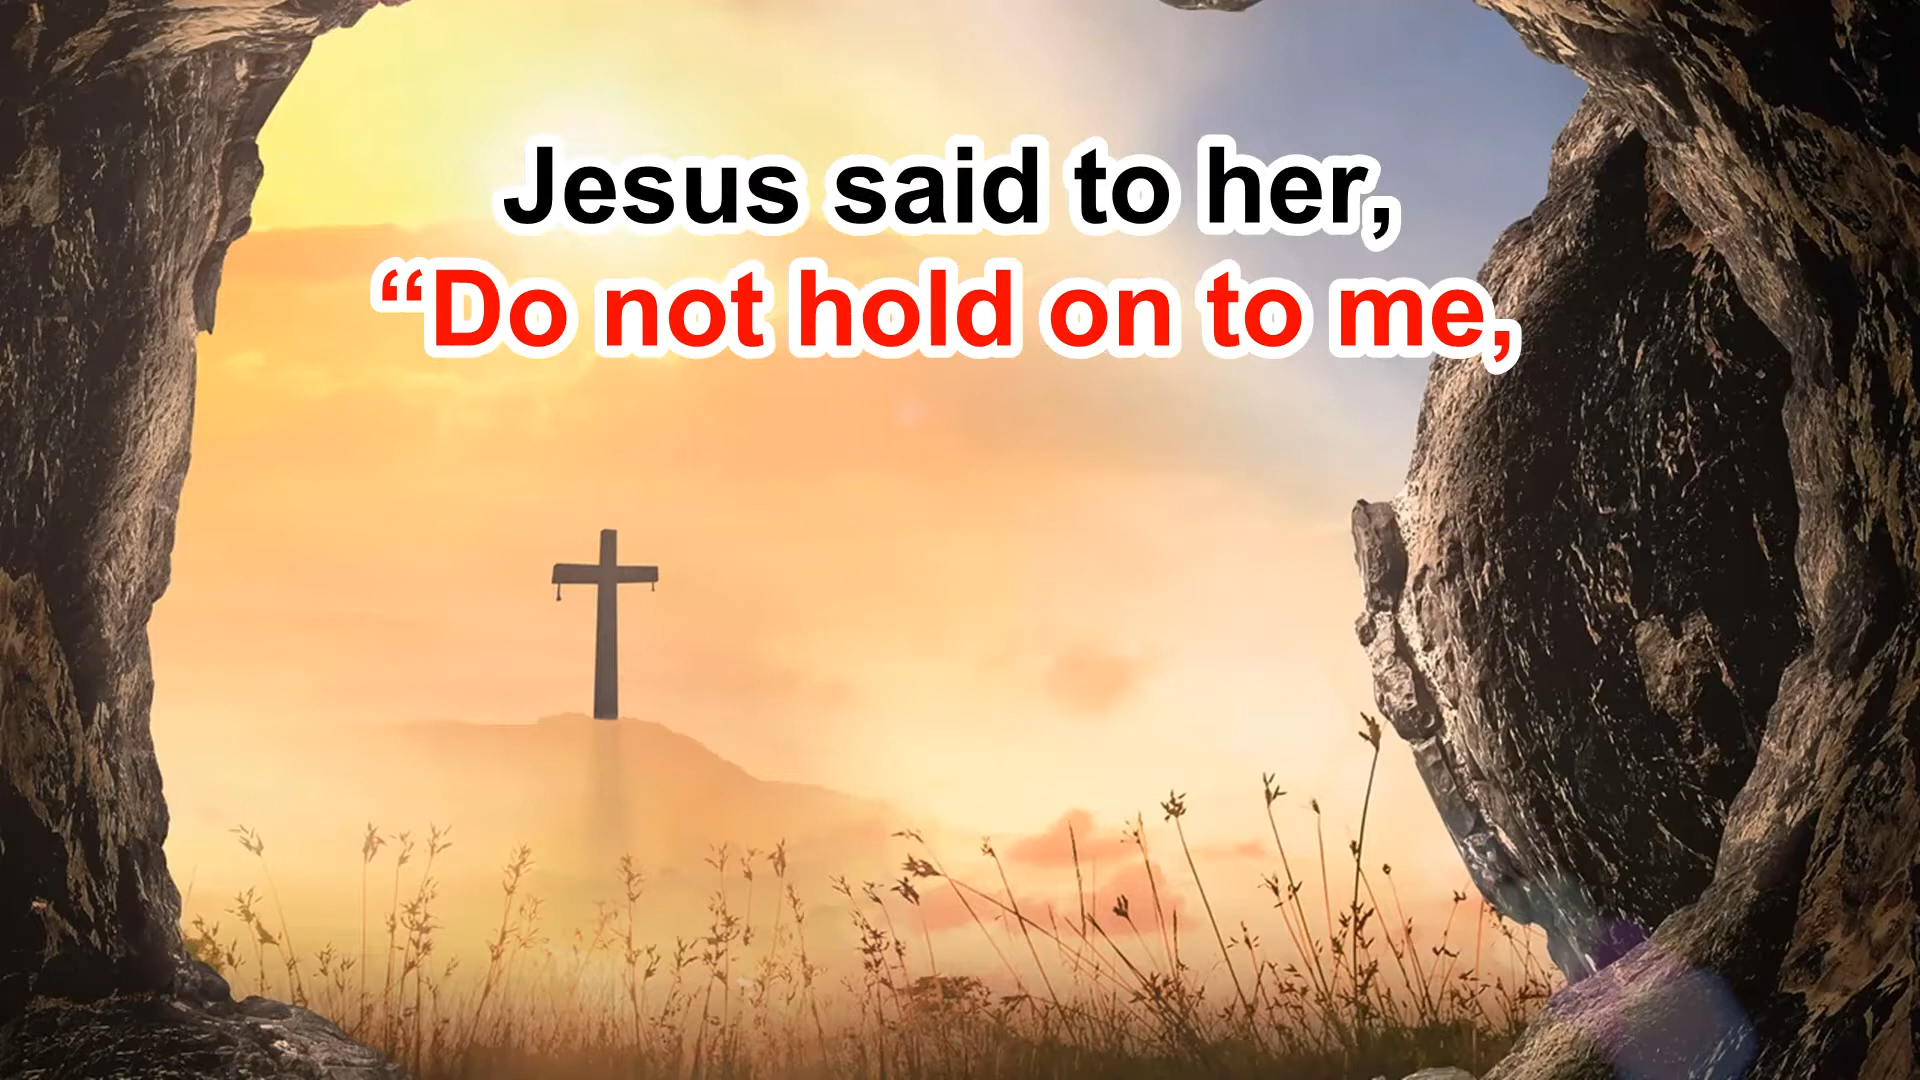 Jesus said to her,
“Do not hold on to me,